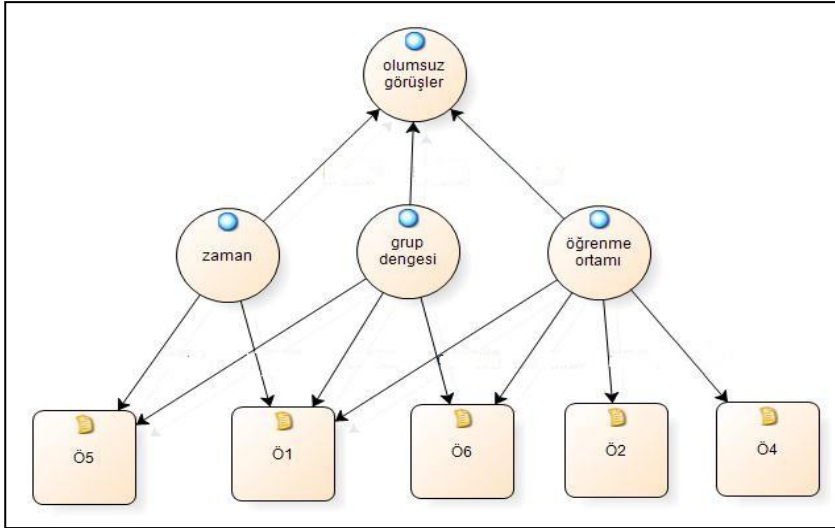 olumsuz
görüşler
zaman
grup
dengesi
öğrenme
ortamı
Ö5
Ö1
Ö6
Ö2
Ö4